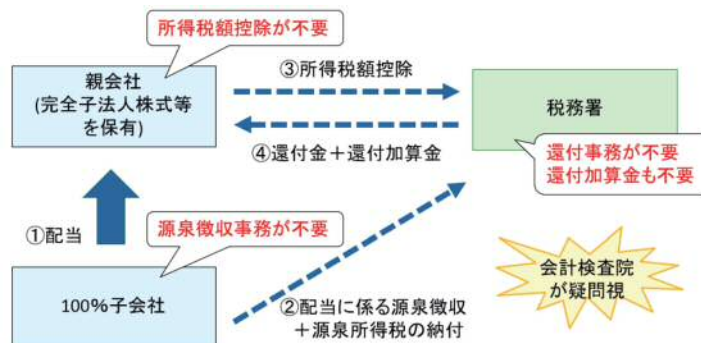 所得税額控除が不要
親会社
(完全子法人株式等
を保有)
③所得税額控除
税務署
④還付金＋還付加算金
還付事務が不要
還付加算金も不要
①配当
源泉徴収事務が不要
100%子会社
②配当に係る源泉徴収
＋源泉所得税の納付
会計検査院
が疑問視